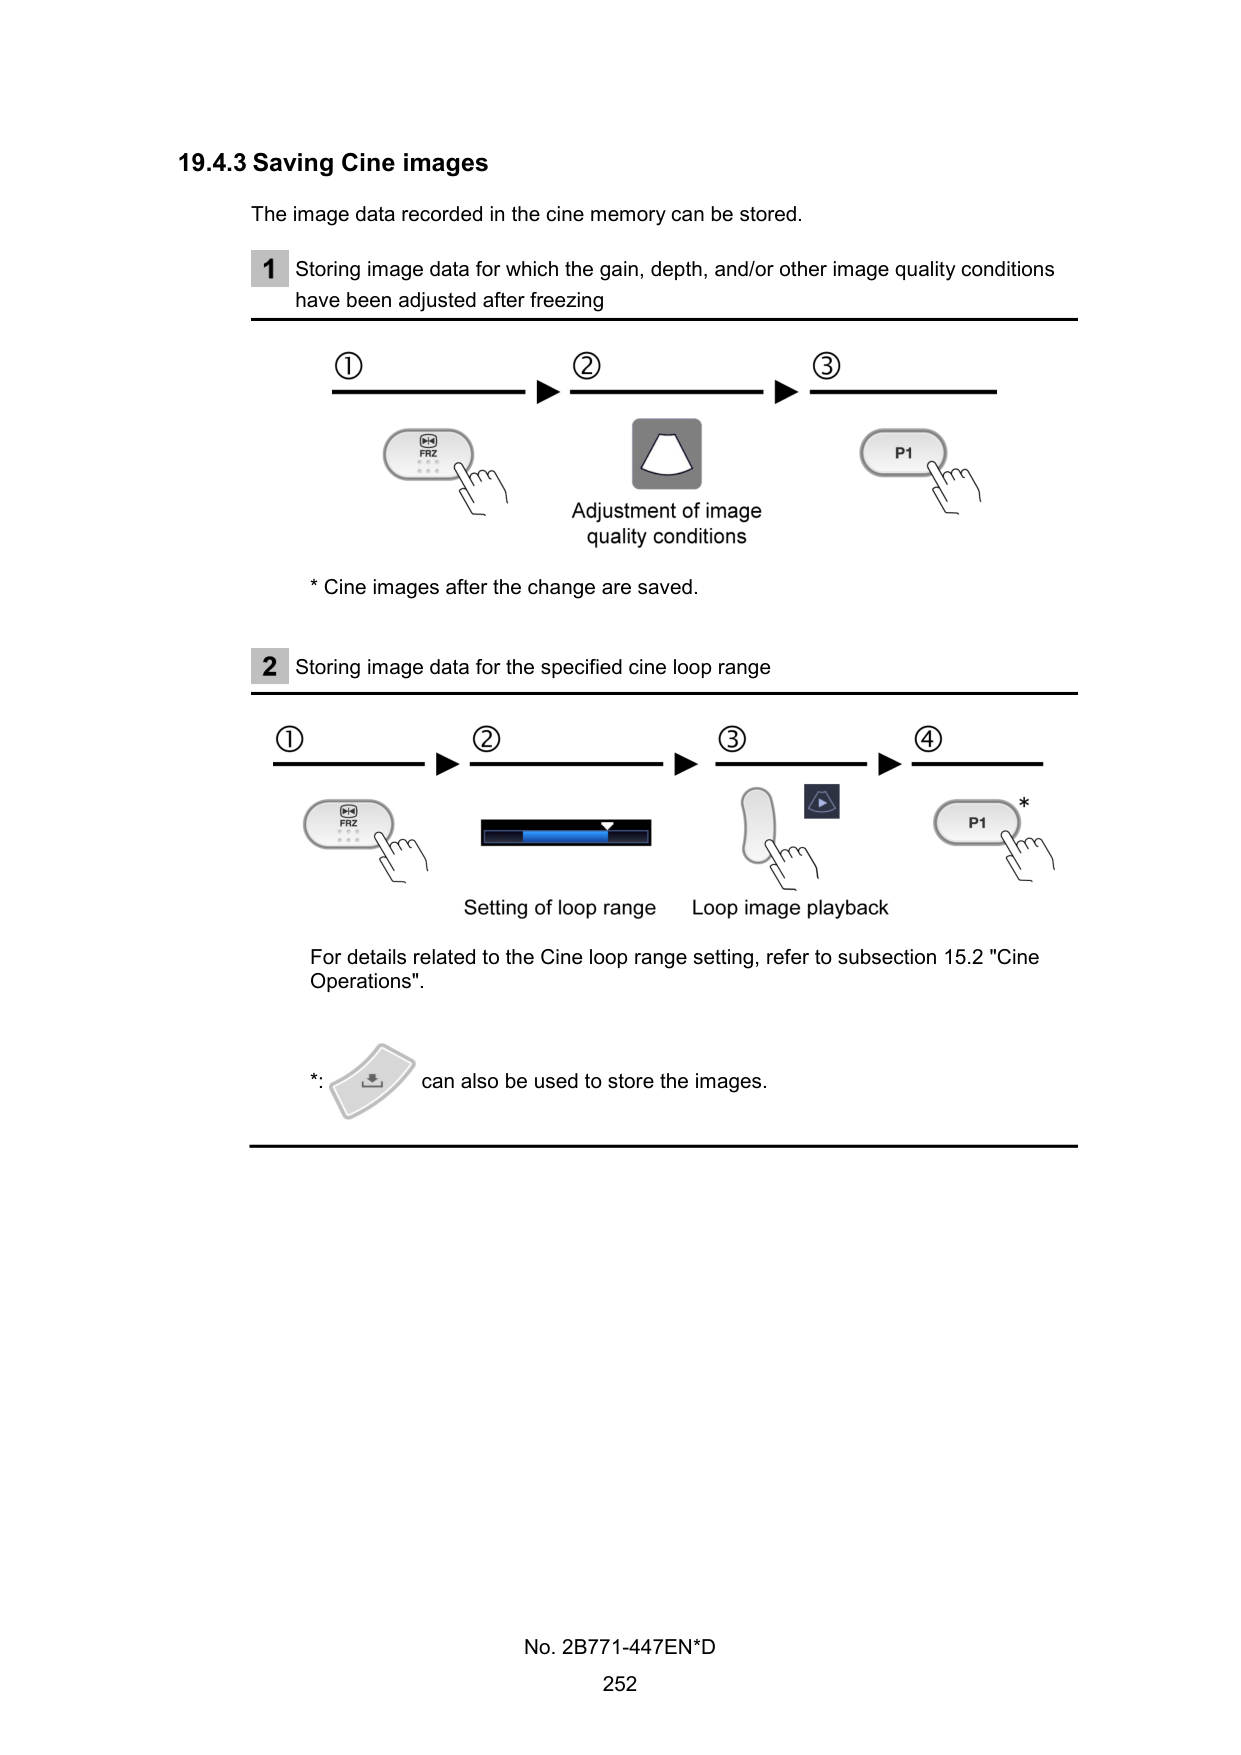 19.4.3 Saving Cine images
The image data recorded in the cine memory can be stored.
1 Storing image data for which the gain, depth, and/or other image quality conditions
have been adjusted after freezing
① ② ③
FRZ
P1
Adjustment of image
quality conditions
* Cine images after the change are saved.
2 Storing image data for the specified cine loop range
① ② ③ ④
FRZ
P1 *
Setting of loop range Loop image playback
For details related to the Cine loop range setting, refer to subsection 15.2 "Cine
Operations".
*: can also be used to store the images.
No. 2B771-447EN*D
252